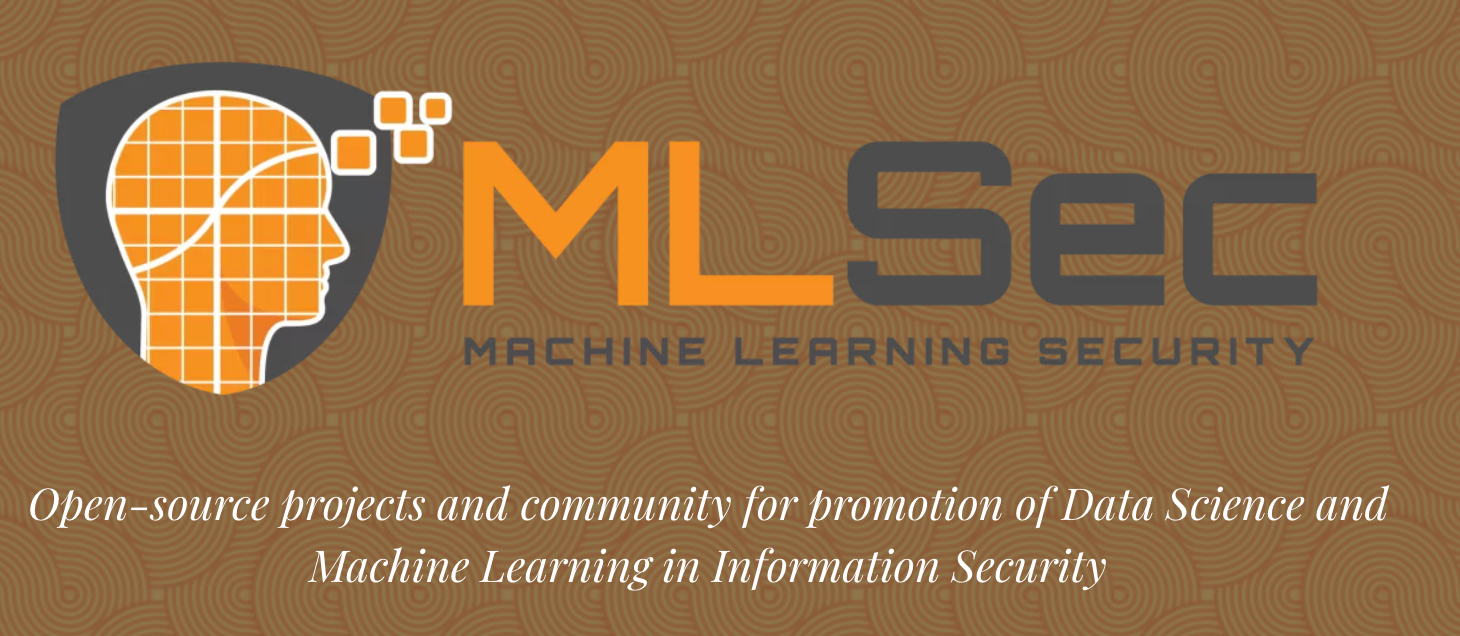 MLSec
MACHINE LEARNING SECURITY
Open-source projects and community for promotion of Data Science and
Machine Learning in Information Security